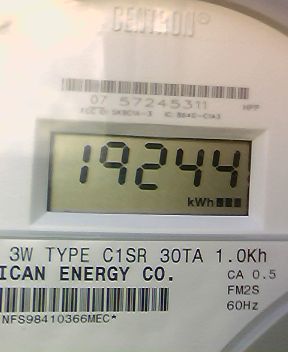 CENTRON®
07 57245311 HPF
19244
kWh
3W TYPE C1SR 30TA 1.0Kh
ICAN ENERGY CO. CA 0.5
FM2S
60Hz
NFS98410366MEC*